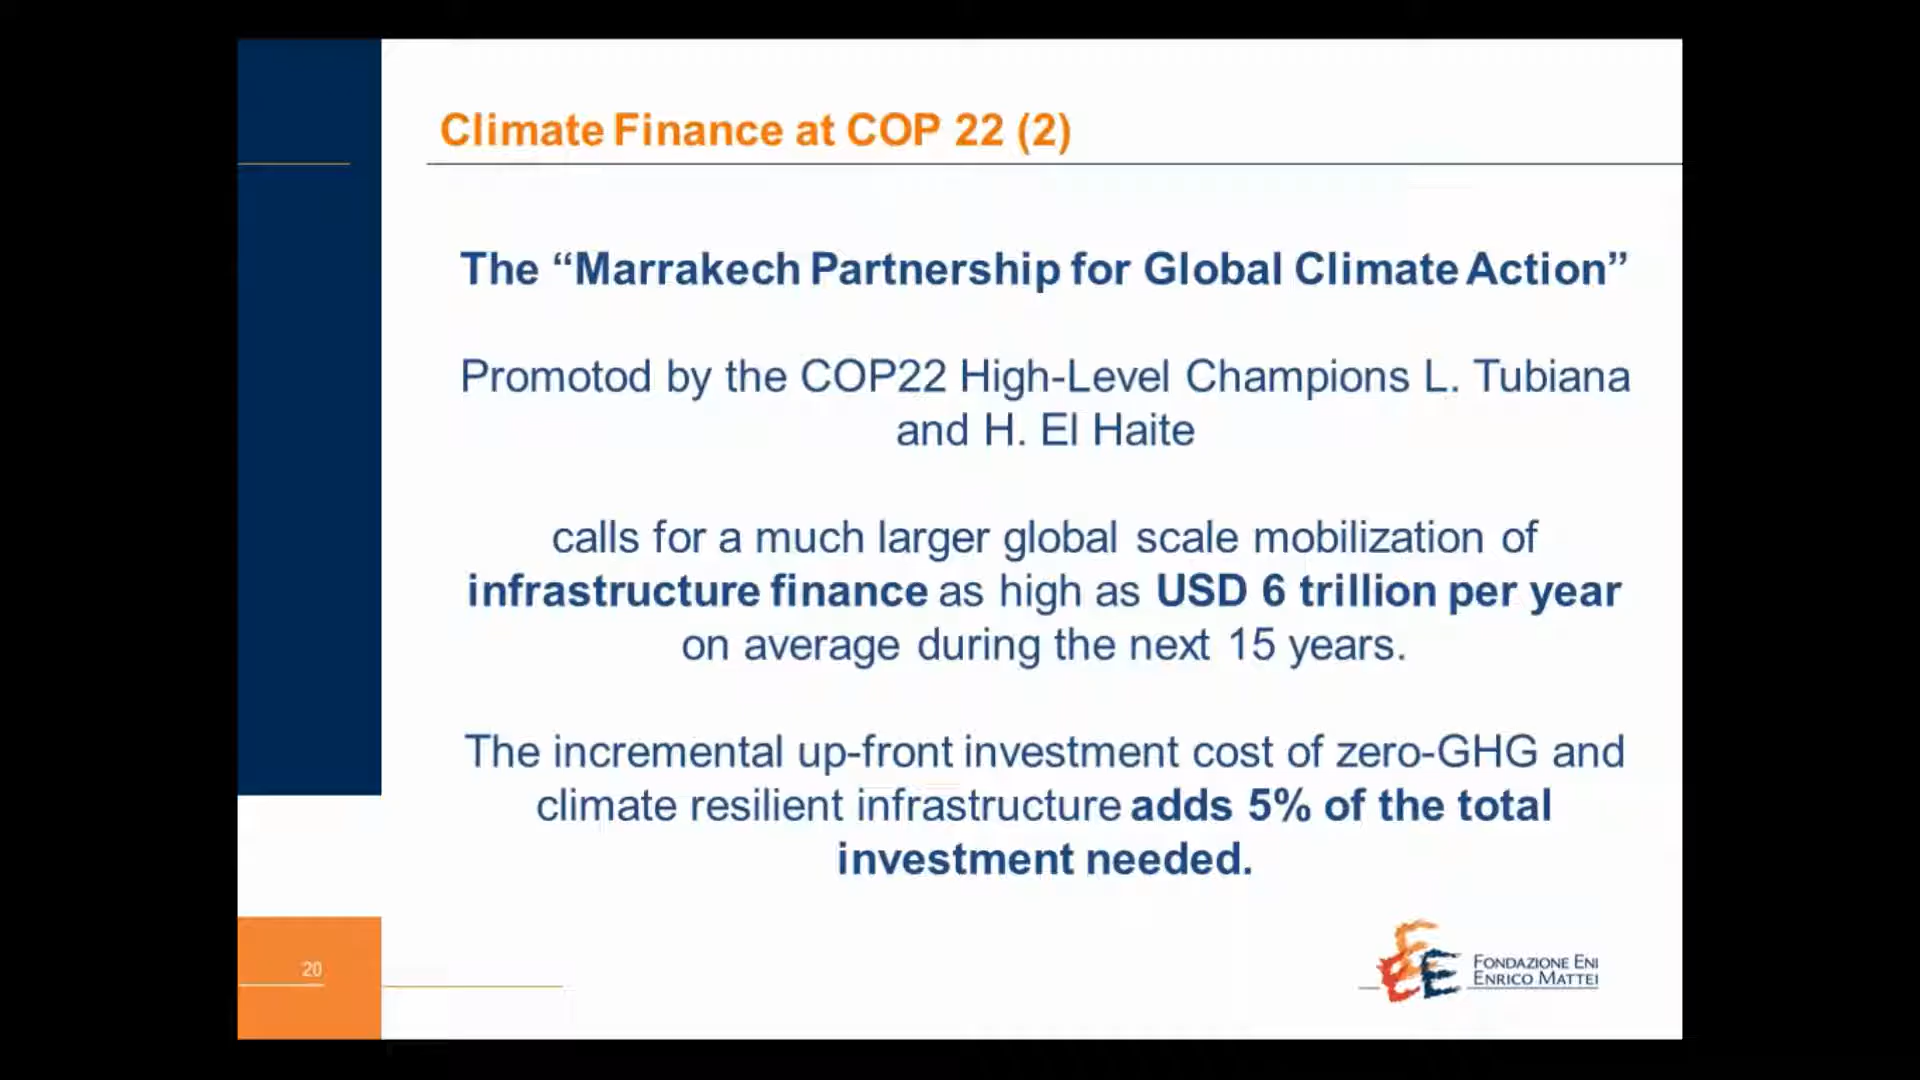 Climate Finance at COP 22 (2)
The “Marrakech Partnership for Global Climate Action”
Promotod by the COP22 High-Level Champions L. Tubiana
and H. El Haite
calls for a much larger global scale mobilization of
infrastructure finance as high as USD 6 trillion per year
on average during the next 15 years.
The incremental up-front investment cost of zero-GHG and
climate resilient infrastructure adds 5% of the total
investment needed.
20
FONDAZIONE ENI
ENRICO MATTEI